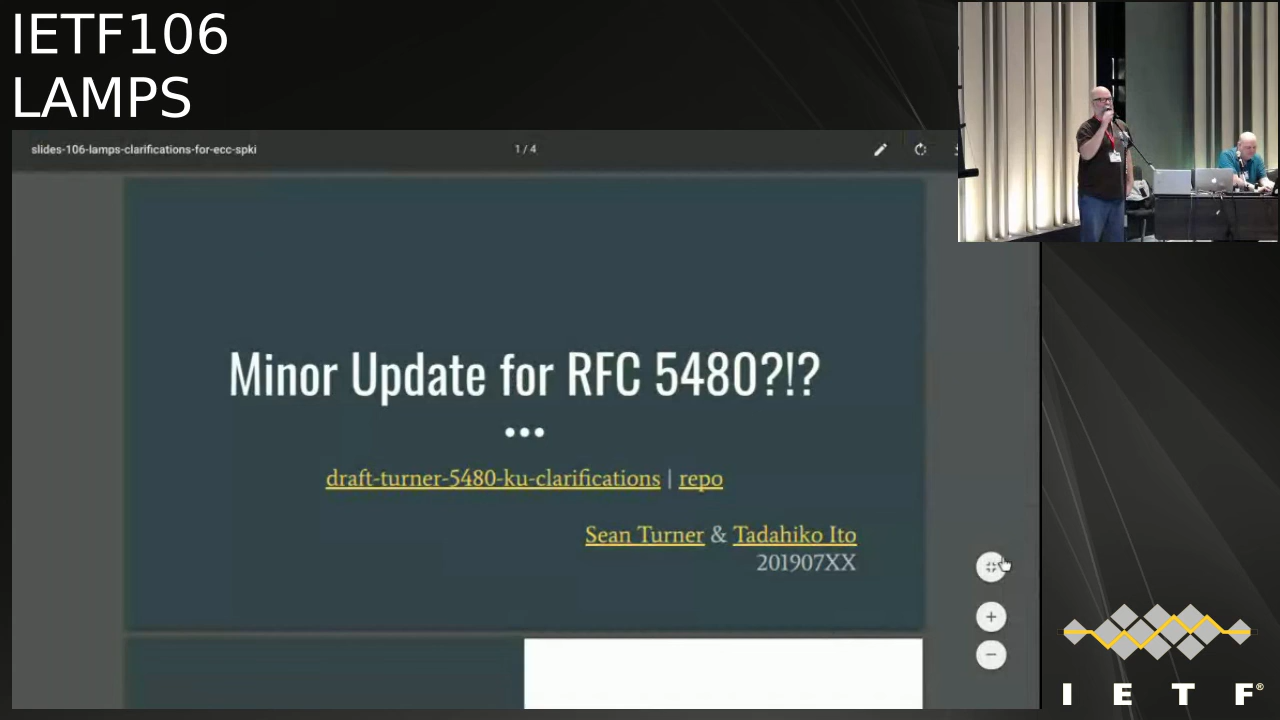 IETF106
LAMPS
slides-106-lamps-clarifications-for-ecc-spki
1 / 4
Minor Update for RFC 5480?!?
draft-turner-5480-ku-clarifications | repo
Sean Turner & Tadahiko Ito
201907XX
I E T F®